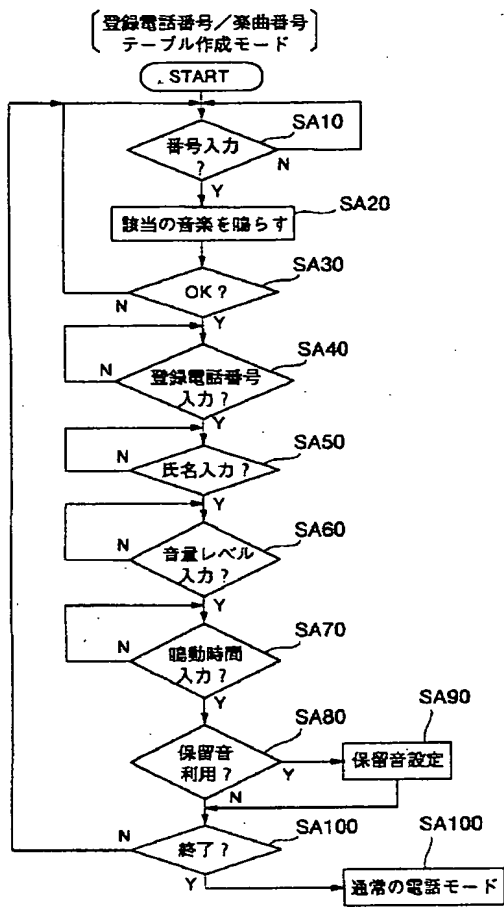 登録電話番号/楽曲番号
テーブル作成モード
START
SA10
番号入力
?
N
Y
SA20
該当の音楽を鳴らす
SA30
OK?
N
Y
SA40
登録電話番号
入力?
N
Y
SA50
氏名入力?
N
Y
SA60
音量レベル
入力?
N
Y
SA70
鳴動時間
入力?
N
Y
SA80
保留音
利用?
Y
N
SA90
保留音設定
SA100
終了?
N
Y
SA100
通常の電話モード